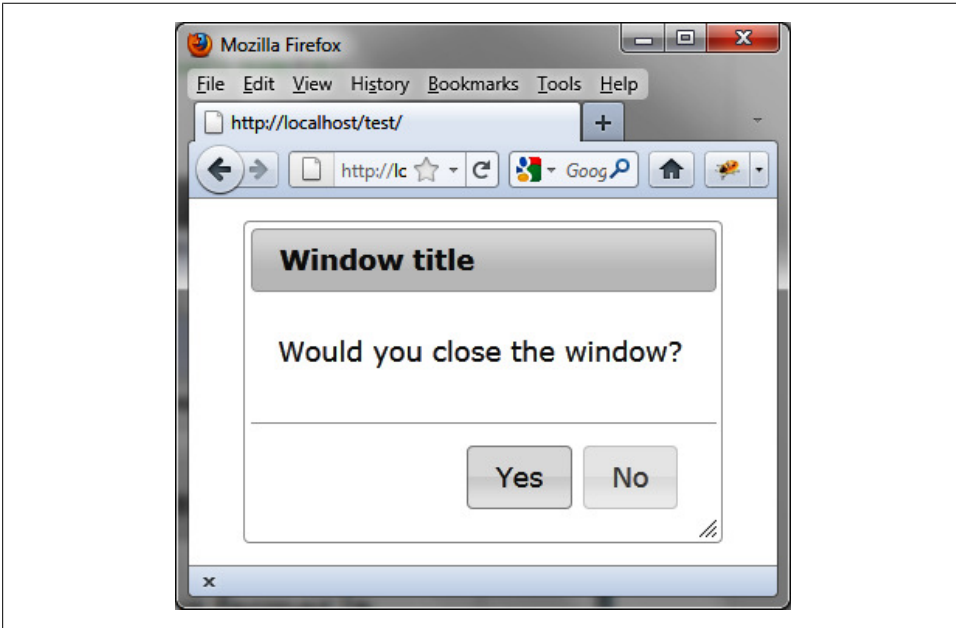 Mozilla Firefox
File Edit View History Bookmarks Tools Help
http://localhost/test/
+
http://lc
Goog
Window title
Would you close the window?
Yes No
x